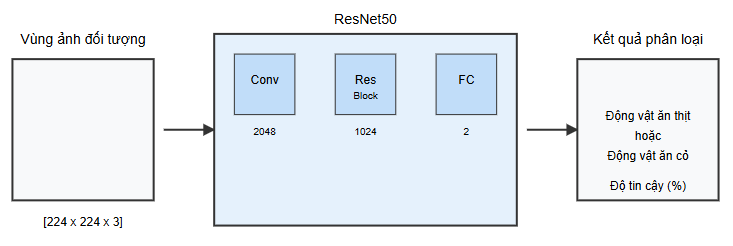 ResNet50
Vùng ảnh đối tượng
Kết quả phân loại
Conv
Res
Block
FC
2048
1024
2
Động vật ăn thịt
hoặc
Động vật ăn cỏ
Độ tin cậy (%)
[224 x 224 x 3]